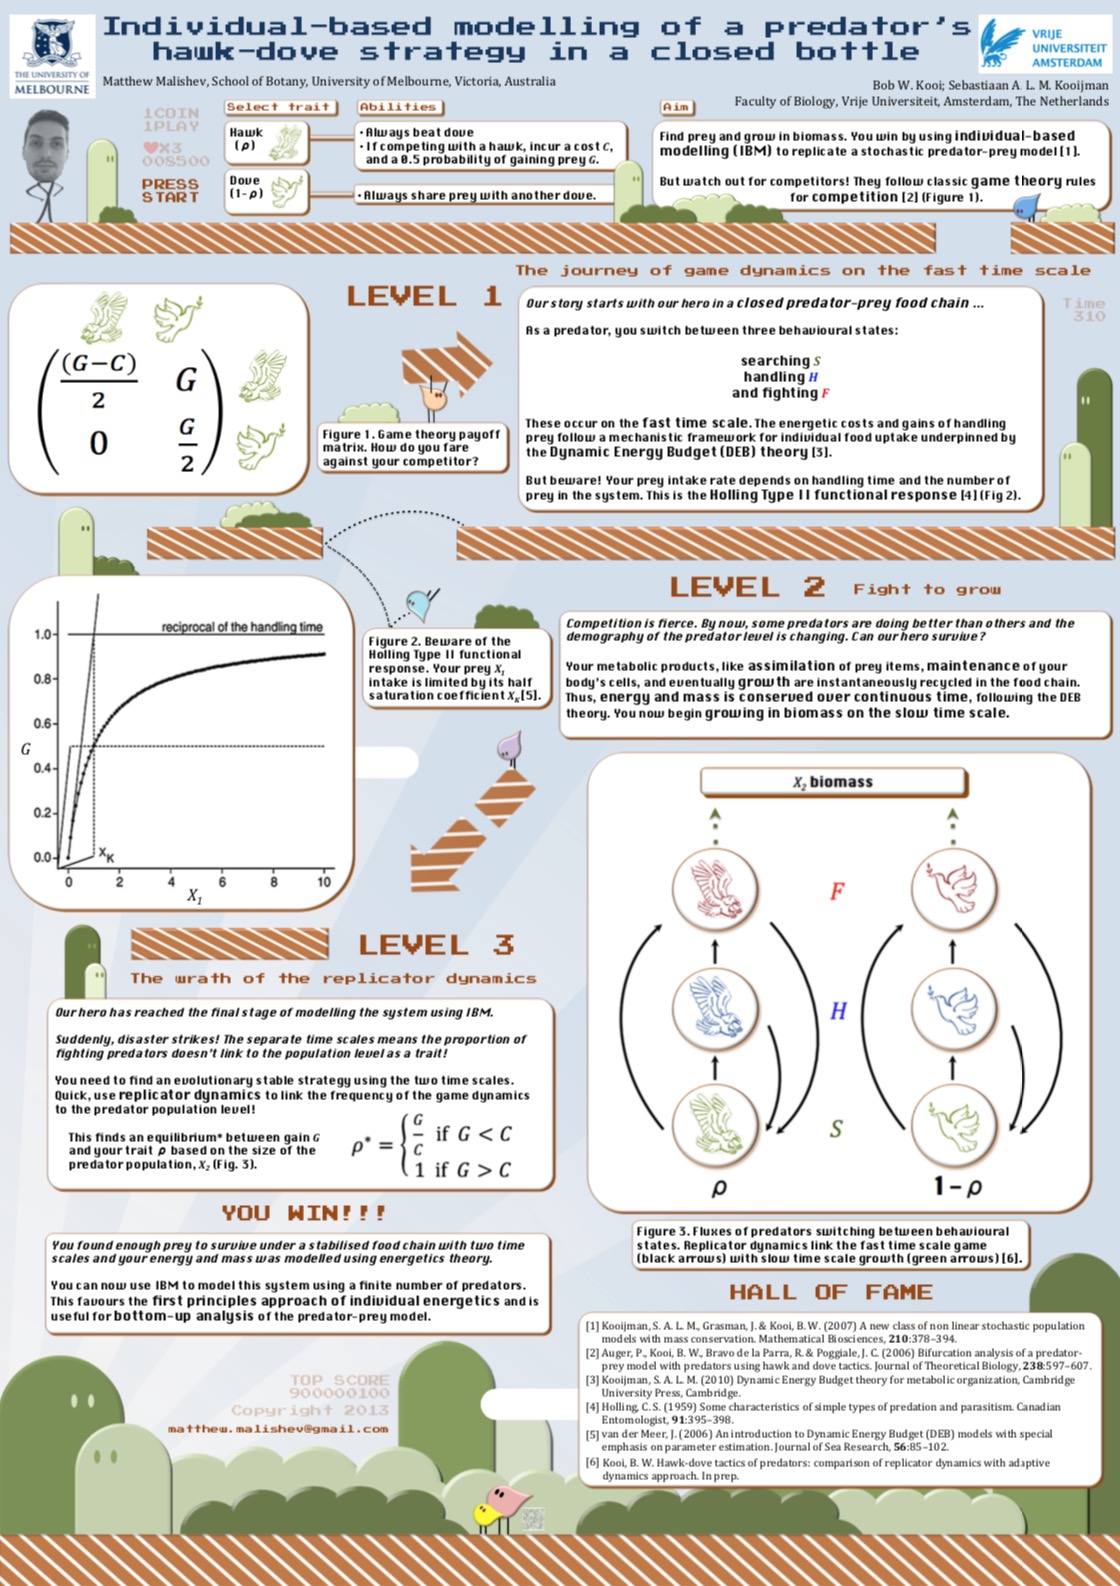 Individual-based modelling of a predator's
hawk-dove strategy in a closed bottle
THE UNIVERSITY OF
MELBOURNE
VRIJE
UNIVERSITEIT
AMSTERDAM
Matthew Malishev, School of Botany, University of Melbourne, Victoria, Australia
Bob W. Kooi; Sebastiaan A. L. M. Kooijman
Faculty of Biology, Vrije Universiteit, Amsterdam, The Netherlands
1COIN
1PLAY
♥X3
008500
PRESS
START
Select trait
Hawk
(ρ)
Dove
(1-ρ)
Abilities
• Always beat dove
• If competing with a hawk, incur a cost C,
and a 0.5 probability of gaining prey G.
• Always share prey with another dove.
Aim
Find prey and grow in biomass. You win by using individual-based
modelling (IBM) to replicate a stochastic predator-prey model [1].
But watch out for competitors! They follow classic game theory rules
for competition [2] (Figure 1).
The journey of game dynamics on the fast time scale
LEVEL 1
(G−C)
2
G
0
G
2
Figure 1. Game theory payoff
matrix. How do you fare
against your competitor?
Our story starts with our hero in a closed predator-prey food chain ...
As a predator, you switch between three behavioural states:
searching S
handling H
and fighting F
These occur on the fast time scale. The energetic costs and gains of handling
prey follow a mechanistic framework for individual food uptake underpinned by
the Dynamic Energy Budget (DEB) theory [3].
But beware! Your prey intake rate depends on handling time and the number of
prey in the system. This is the Holling Type II functional response [4] (Fig 2).
Time
310
1.0
0.8
0.6
0.4
0.2
0.0
G
reciprocal of the handling time
XK
0 2 4 6 8 10
X1
Figure 2. Beware of the
Holling Type II functional
response. Your prey X1
intake is limited by its half
saturation coefficient XK[5].
LEVEL 2 Fight to grow
Competition is fierce. By now, some predators are doing better than others and the
demography of the predator level is changing. Can our hero survive?
Your metabolic products, like assimilation of prey items, maintenance of your
body's cells, and eventually growth are instantaneously recycled in the food chain.
Thus, energy and mass is conserved over continuous time, following the DEB
theory. You now begin growing in biomass on the slow time scale.
X2 biomass
F
H
S
ρ
1 - ρ
Figure 3. Fluxes of predators switching between behavioural
states. Replicator dynamics link the fast time scale game
(black arrows) with slow time scale growth (green arrows) [6].
LEVEL 3
The wrath of the replicator dynamics
Our hero has reached the final stage of modelling the system using IBM.
Suddenly, disaster strikes! The separate time scales means the proportion of
fighting predators doesn't link to the population level as a trait!
You need to find an evolutionary stable strategy using the two time scales.
Quick, use replicator dynamics to link the frequency of the game dynamics
to the predator population level!
This finds an equilibrium* between gain G
and your trait ρ based on the size of the
predator population, X2 (Fig. 3).
ρ* = { G/C if G < C
1 if G > C
YOU WIN!!!
You found enough prey to survive under a stabilised food chain with two time
scales and your energy and mass was modelled using energetics theory.
You can now use IBM to model this system using a finite number of predators.
This favours the first principles approach of individual energetics and is
useful for bottom-up analysis of the predator-prey model.
TOP SCORE
900000100
Copyright 2013
matthew.malishev@gmail.com
HALL OF FAME
[1] Kooijman, S. A. L. M., Grasman, J. & Kooi, B. W. (2007) A new class of non linear stochastic population
models with mass conservation. Mathematical Biosciences, 210:378–394.
[2] Auger, P., Kooi, B. W., Bravo de la Parra, R. & Poggiale, J. C. (2006) Bifurcation analysis of a predator-
prey model with predators using hawk and dove tactics. Journal of Theoretical Biology, 238:597–607.
[3] Kooijman, S. A. L. M. (2010) Dynamic Energy Budget theory for metabolic organization, Cambridge
University Press, Cambridge.
[4] Holling, C. S. (1959) Some characteristics of simple types of predation and parasitism. Canadian
Entomologist, 91:395–398.
[5] van der Meer, J. (2006) An introduction to Dynamic Energy Budget (DEB) models with special
emphasis on parameter estimation. Journal of Sea Research, 56:85–102.
[6] Kooi, B. W. Hawk-dove tactics of predators: comparison of replicator dynamics with adaptive
dynamics approach. In prep.